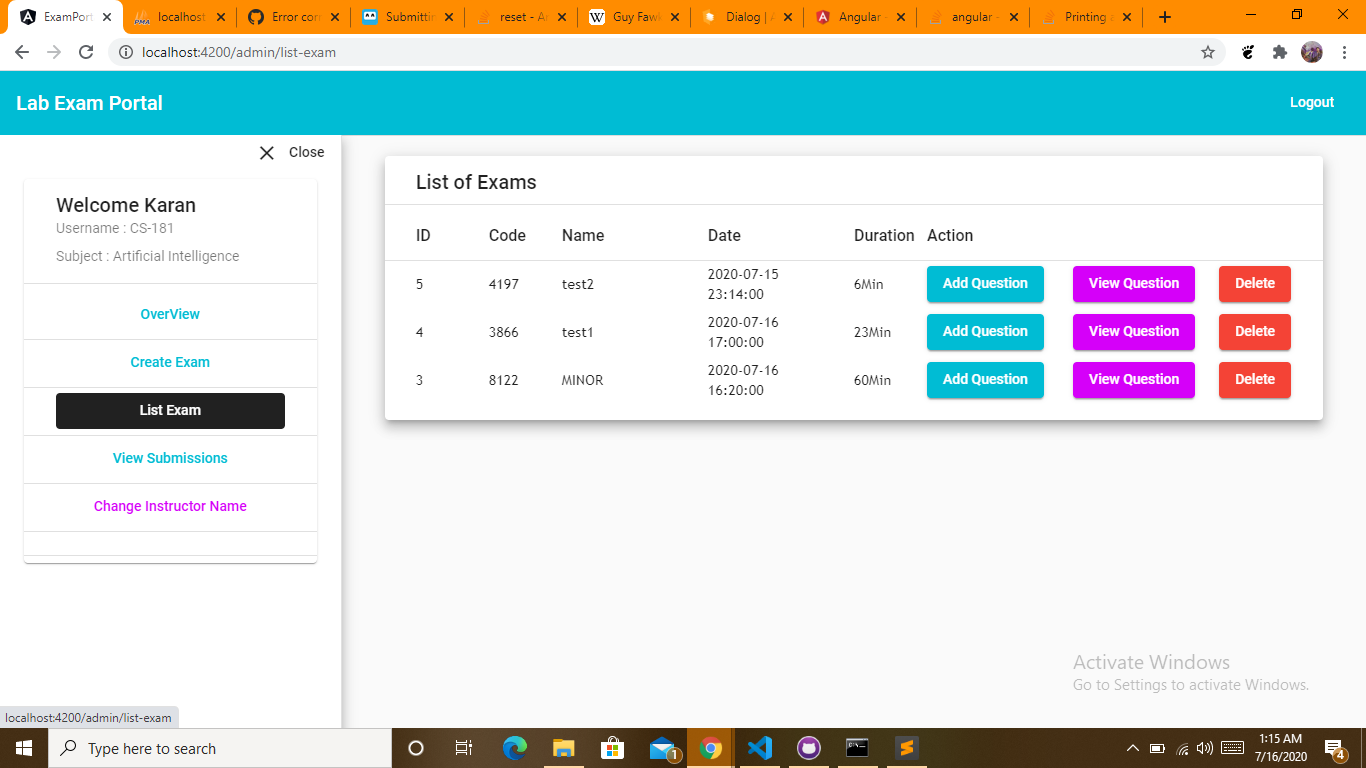 ExamPort
localhost
Error con
Submittin
reset - An
Guy Fawk
Dialog | A
Angular -
angular -
Printing a
localhost:4200/admin/list-exam
Lab Exam Portal
Logout
Close
Welcome Karan
Username : CS-181
Subject : Artificial Intelligence
OverView
Create Exam
List Exam
View Submissions
Change Instructor Name
List of Exams
ID Code Name Date Duration Action
5 4197 test2 2020-07-15 23:14:00 6Min Add Question View Question Delete
4 3866 test1 2020-07-16 17:00:00 23Min Add Question View Question Delete
3 8122 MINOR 2020-07-16 16:20:00 60Min Add Question View Question Delete
Activate Windows
Go to Settings to activate Windows.
localhost:4200/admin/list-exam
Type here to search
1
1:15 AM
7/16/2020
4